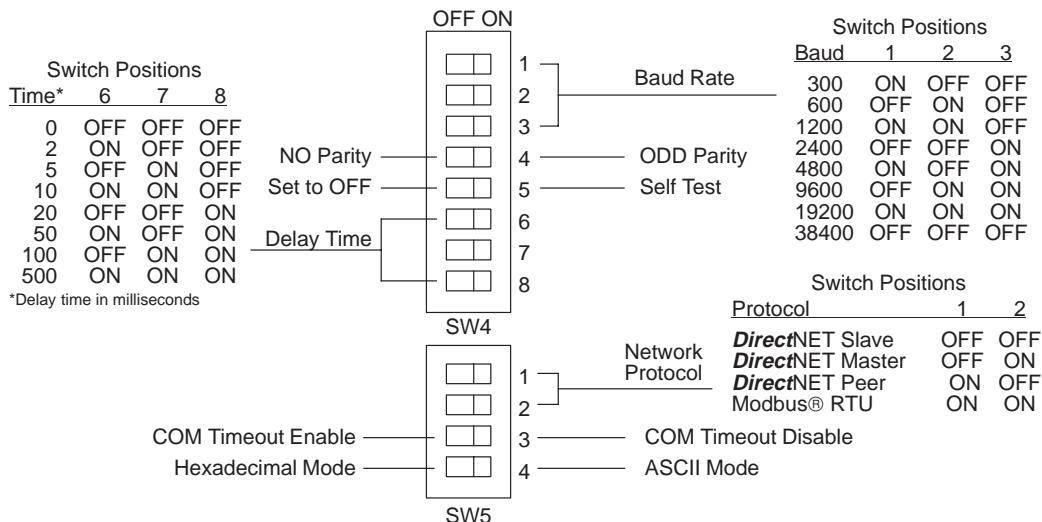 OFF ON
Switch Positions
Time* 6 7 8
0 OFF OFF OFF
2 ON OFF OFF
5 OFF ON OFF
10 ON ON OFF
20 OFF OFF ON
50 ON OFF ON
100 OFF ON ON
500 ON ON ON
*Delay time in milliseconds
NO Parity
Set to OFF
Delay Time
1
2
3
4
5
6
7
8
SW4
Baud Rate
ODD Parity
Self Test
Switch Positions
Baud 1 2 3
300 ON OFF OFF
600 OFF ON OFF
1200 ON ON OFF
2400 OFF OFF ON
4800 ON OFF ON
9600 OFF ON ON
19200 ON ON ON
38400 OFF OFF OFF
Switch Positions
Protocol 1 2
DirectNET Slave OFF OFF
DirectNET Master OFF ON
DirectNET Peer ON OFF
Modbus® RTU ON ON
Network
Protocol
1
2
COM Timeout Enable 3 COM Timeout Disable
Hexadecimal Mode 4 ASCII Mode
SW5